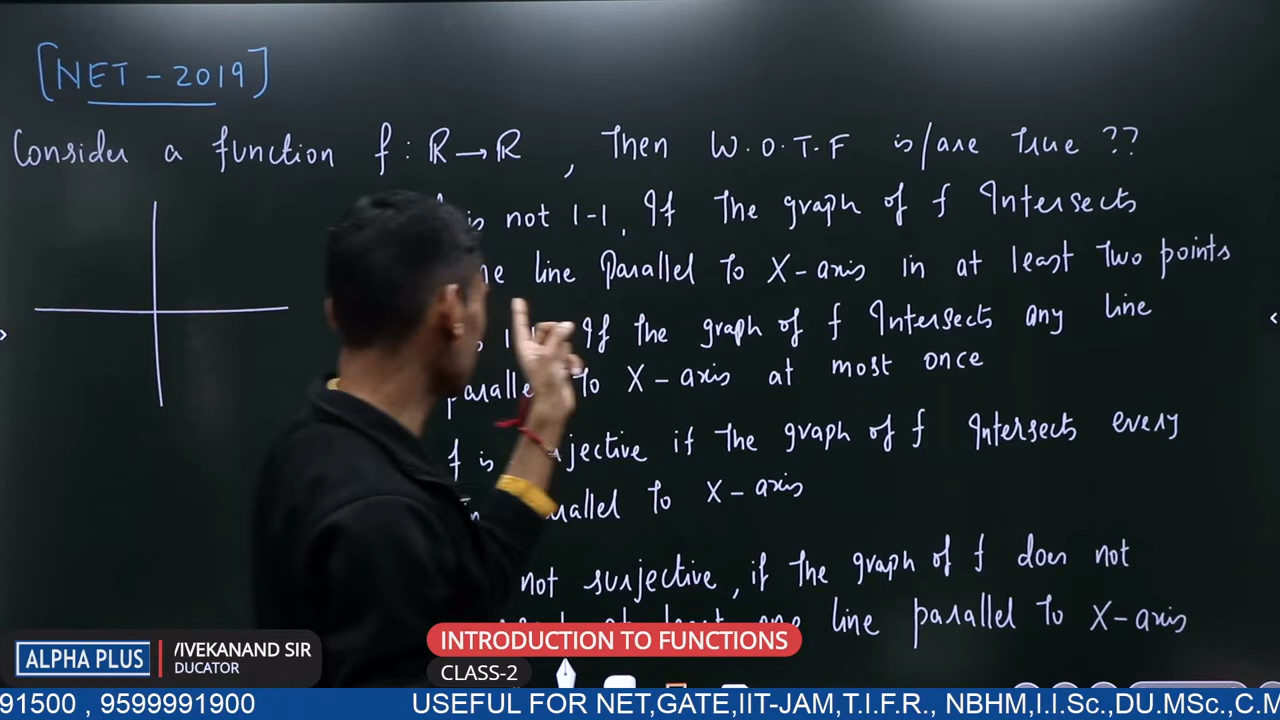 [NET - 2019]
Consider a function f : R → R , Then W.O.T.F is/are True ??
is not 1-1, If The graph of f Intersects
line Parallel To X-axis in at least Two points
If The graph of f Intersects any line
parallel To X-axis at most once
f is if The graph of f Intersects every
To X-axis
not surjective, if The graph of f does not
line parallel To X-axis
ALPHA PLUS
VIVEKANAND SIR
DUCATOR
INTRODUCTION TO FUNCTIONS
CLASS-2
91500 , 9599991900 USEFUL FOR NET,GATE,IIT-JAM,T.I.F.R., NBHM,I.I.Sc.,DU.MSc.,C.M